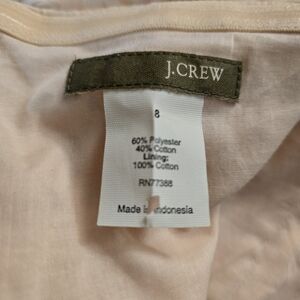 J.CREW
8
60% Polyester
40% Cotton
Lining:
100% Cotton
RN77388
Made in Indonesia